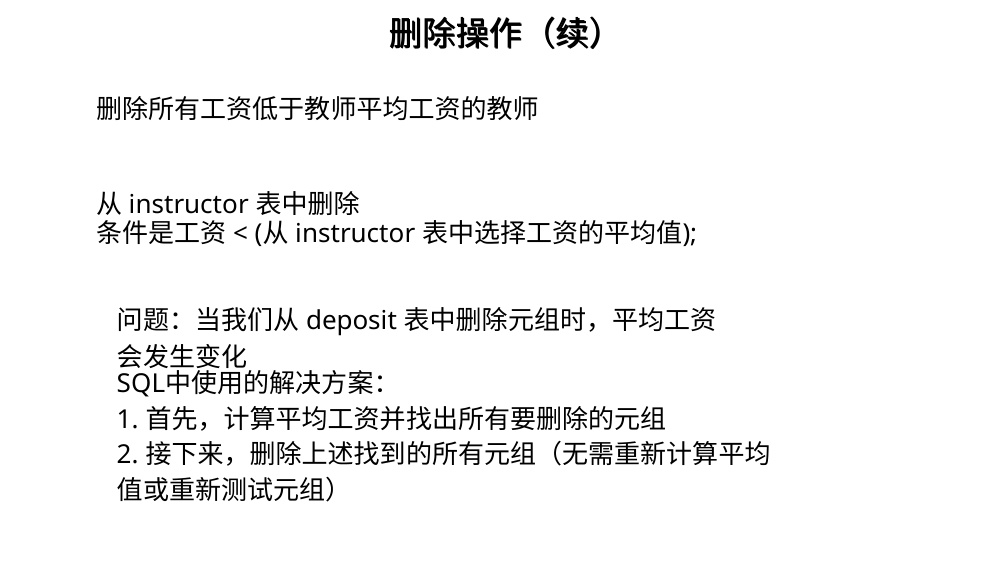 删除操作（续）
删除所有工资低于教师平均工资的教师
从 instructor 表中删除
条件是工资 < (从 instructor 表中选择工资的平均值);
问题：当我们从 deposit 表中删除元组时，平均工资
会发生变化
SQL中使用的解决方案：
1. 首先，计算平均工资并找出所有要删除的元组
2. 接下来，删除上述找到的所有元组（无需重新计算平均
值或重新测试元组）